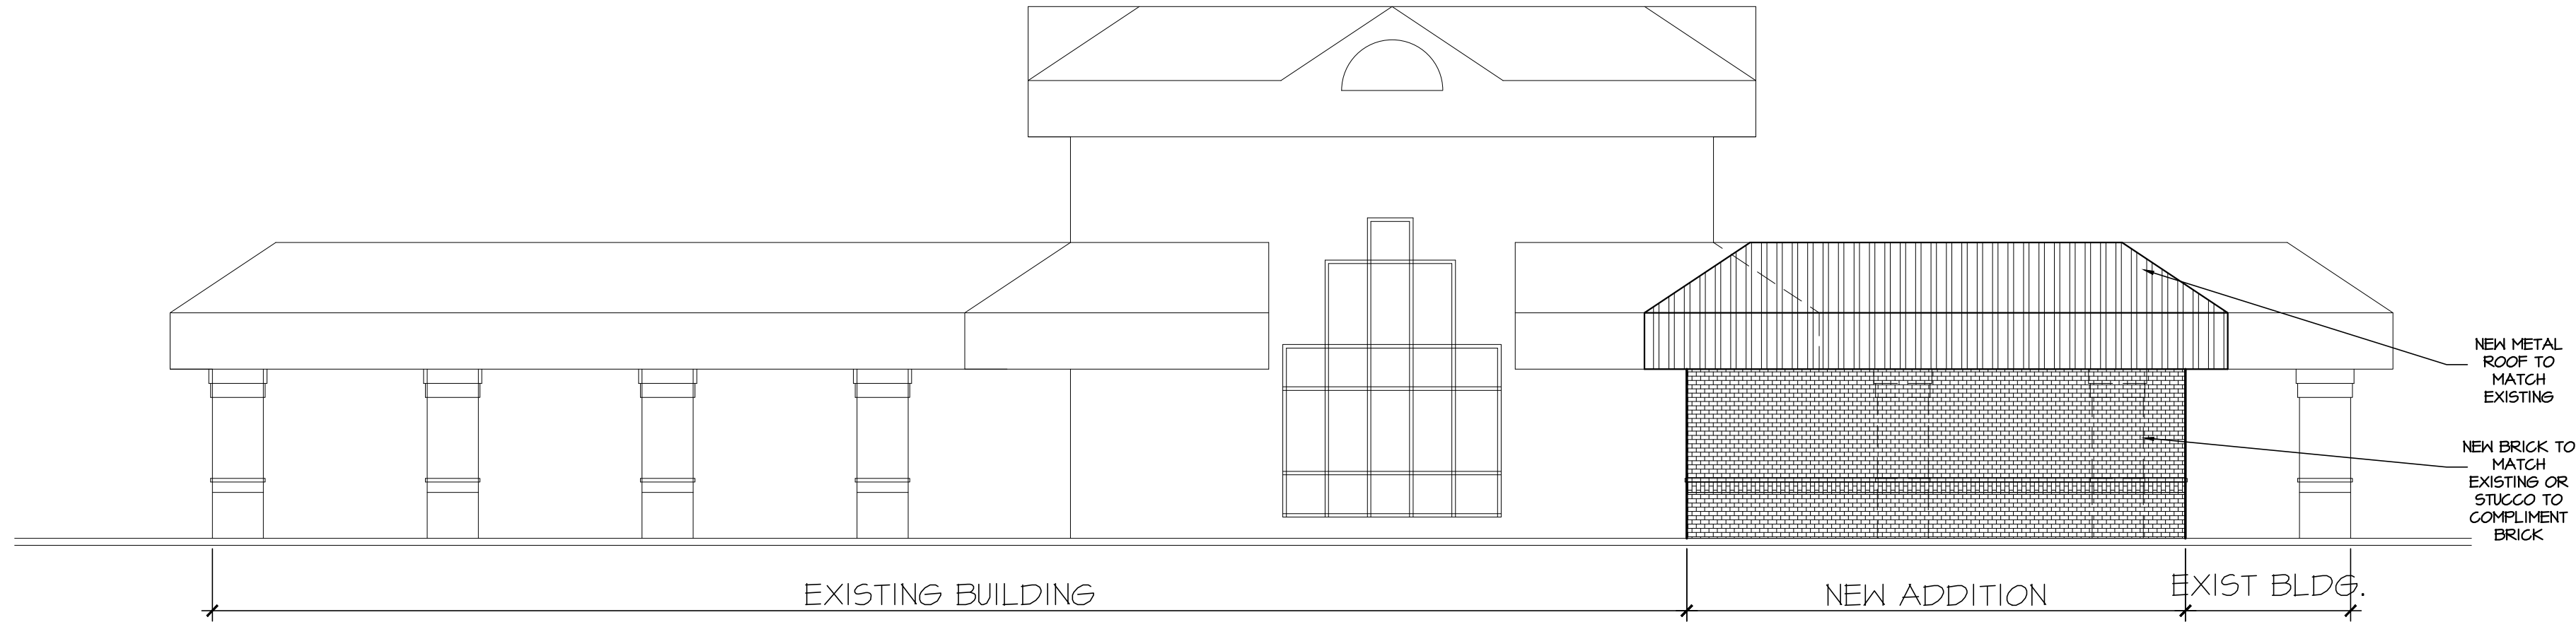 NEW METAL
ROOF TO
MATCH
EXISTING
NEW BRICK TO
MATCH
EXISTING OR
STUCCO TO
COMPLIMENT
BRICK
EXISTING BUILDING
NEW ADDITION
EXIST BLDG.